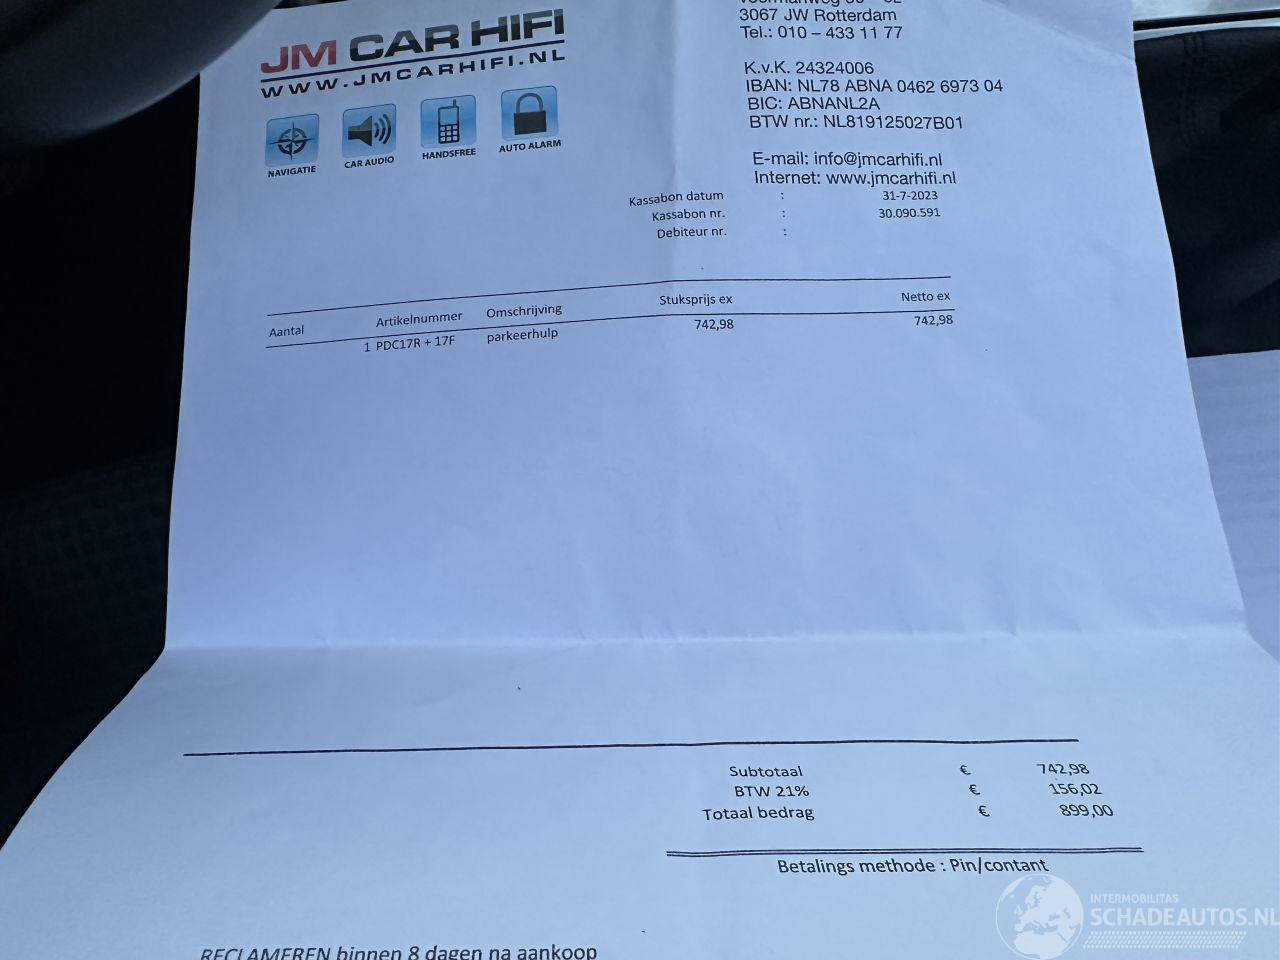 JM CAR HIFI
WWW.JMCARHIFI.NL
NAVIGATIE
CAR AUDIO
HANDSFREE
AUTO ALARM
3067 JW Rotterdam
Tel.: 010 – 433 11 77
K.v.K. 24324006
IBAN: NL78 ABNA 0462 6973 04
BIC: ABNANL2A
BTW nr.: NL819125027B01
E-mail: info@jmcarhifi.nl
Internet: www.jmcarhifi.nl
Kassabon datum : 31-7-2023
Kassabon nr. : 30.090.591
Debiteur nr. :
Aantal Artikelnummer Omschrijving Stuksprijs ex Netto ex
1 PDC17R + 17F parkeerhulp 742,98 742,98
Subtotaal € 742,98
BTW 21% € 156,02
Totaal bedrag € 899,00
Betalings methode : Pin/contant
RECLAMEREN binnen 8 dagen na aankoop
INTERMOBILITAS
SCHADEAUTOS.NL